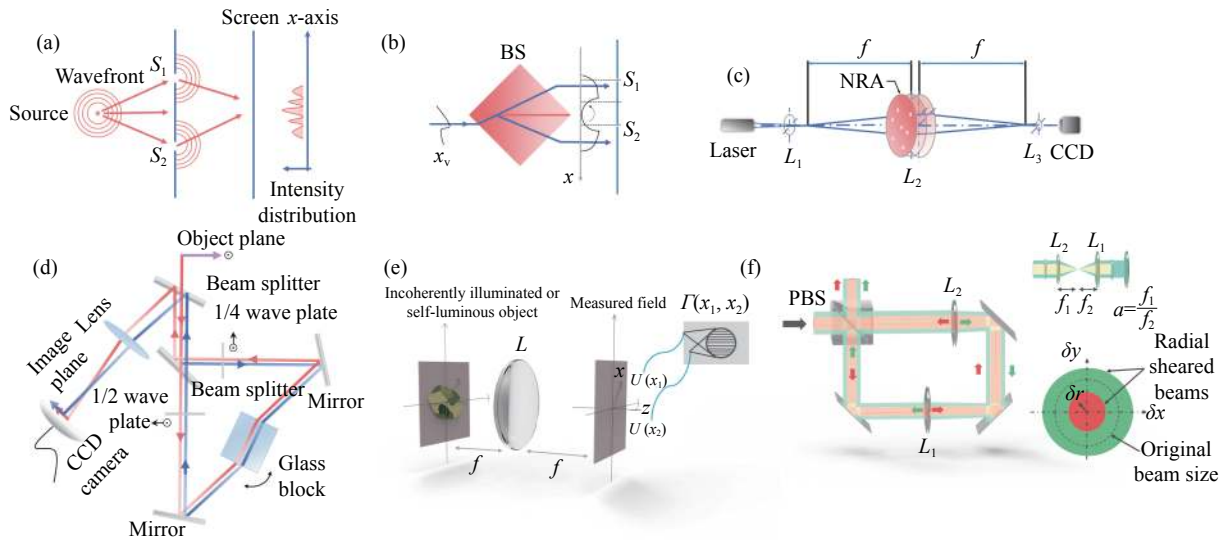 (a)
Screen x-axis
Wavefront
S1
Source
S2
Intensity
distribution
(b)
BS
S1
S2
xv
x
(c)
f
f
NRA
Laser
L1
L2
L3
CCD
(d)
Object plane
Beam splitter
1/4 wave plate
Lens
Image
plane
1/2 wave
plate
Beam splitter
Mirror
CCD
camera
Glass
block
Mirror
(e)
Incoherently illuminated or
self-luminous object
L
Measured field
Γ(x1, x2)
x
U(x1)
z
U(x2)
f
f
(f)
PBS
L2
L1
L2
L1
f1
f2
a=f1/f2
δy
Radial
sheared
beams
δr
δx
Original
beam size